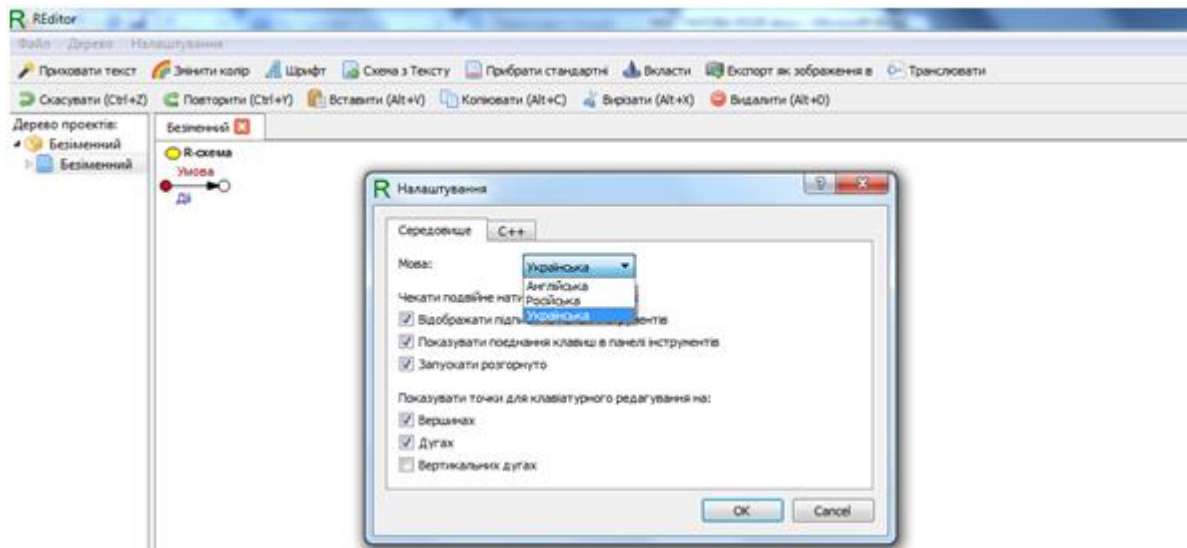 REditor
Файл Дерево Налаштування
Приховати текст Змінити колір Шрифт Схема з Тексту Прибрати стандартні Вкласти Експорт як зображення в Транслювати
Скасувати (Ctrl+Z) Повторити (Ctrl+Y) Вставити (Alt+V) Копіювати (Alt+C) Вирізати (Alt+X) Видалити (Alt+D)
Дерево проектів:
Безіменний
Безіменний
Безіменний
R-схема
Умова
Дії
Налаштування
Середовище C++
Мова: Українська
Англійська
Російська
Українська
Чекати подвійне нати
Відображати підпи ентів
Показувати поєднання клавиш в панелі інструментів
Запускати розгорнуто
Показувати точки для клавіатурного редагування на:
Вершинах
Дугах
Вертикальних дугах
OK Cancel